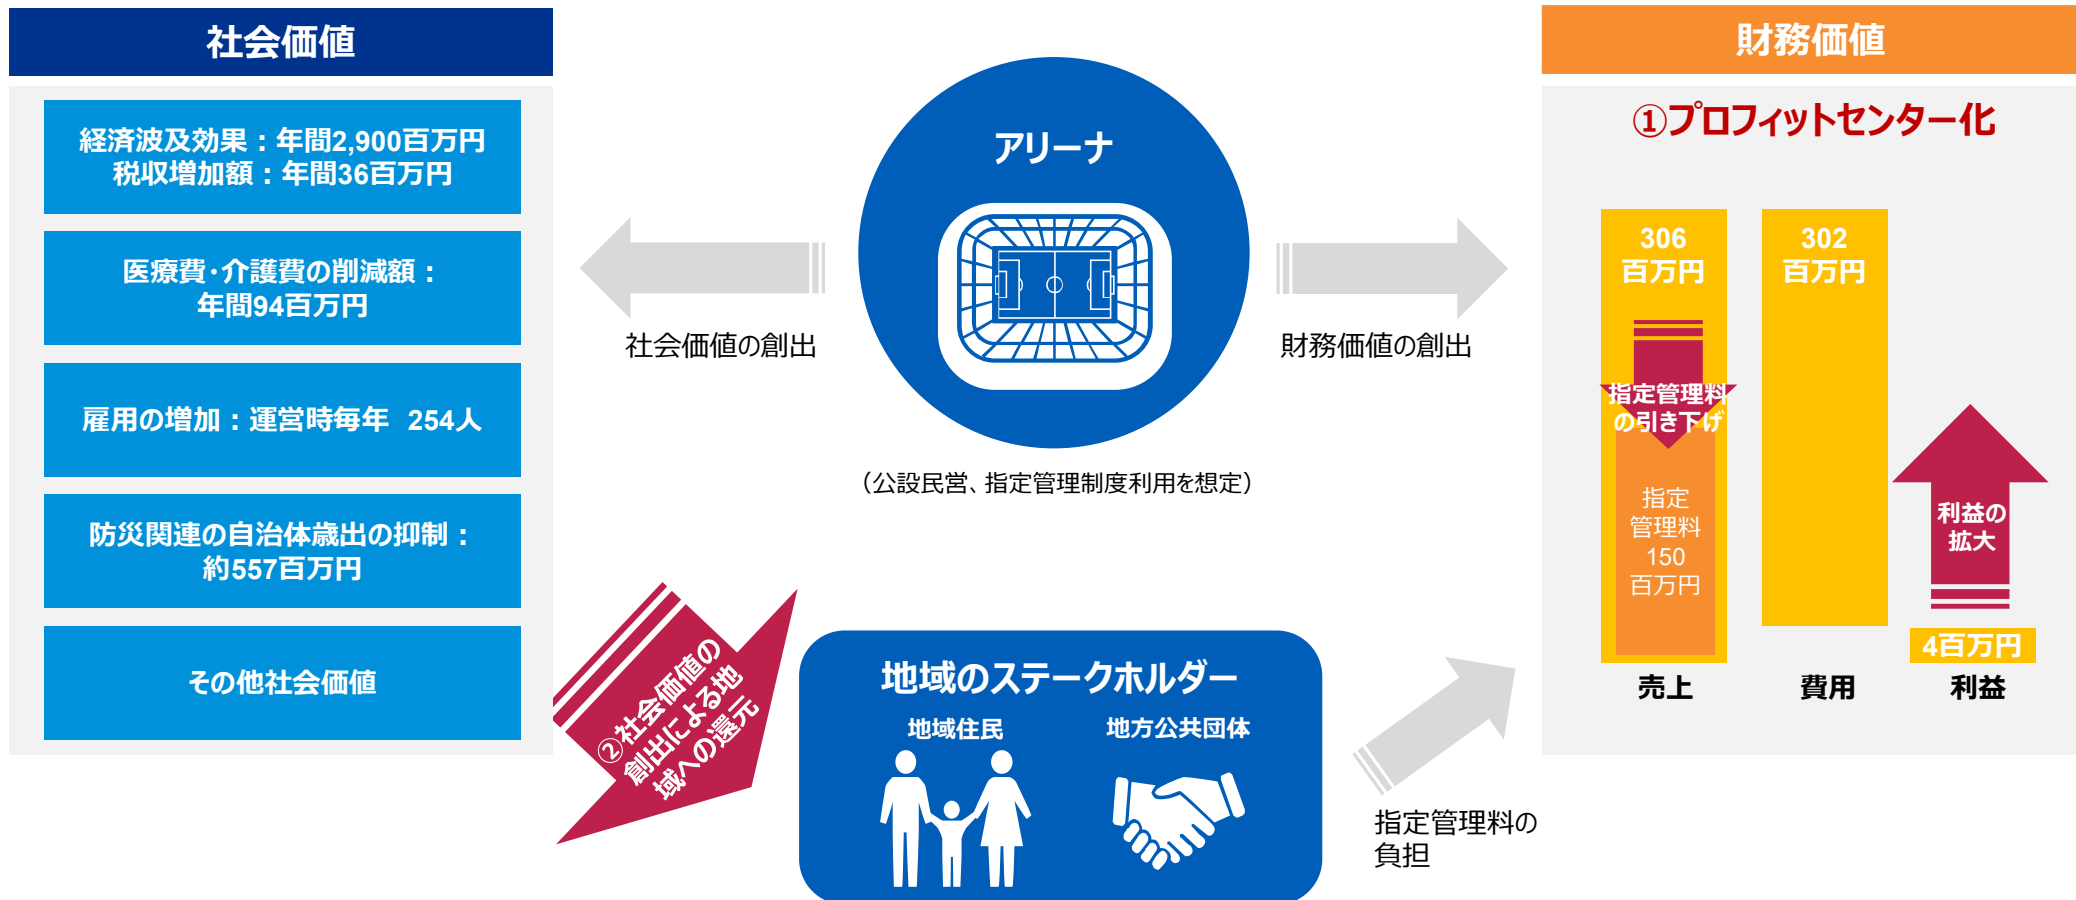 社会価値
経済波及効果：年間2,900百万円
税収増加額：年間36百万円
医療費・介護費の削減額：
年間94百万円
雇用の増加：運営時毎年 254人
防災関連の自治体歳出の抑制：
約557百万円
その他社会価値
社会価値の創出
アリーナ
（公設民営、指定管理制度利用を想定）
財務価値の創出
②社会価値の
創出による地
域への還元
地域のステークホルダー
地域住民
地方公共団体
指定管理料の
負担
財務価値
①プロフィットセンター化
306
百万円
指定管理料
の引き下げ
指定
管理料
150
百万円
売上
302
百万円
費用
利益の
拡大
4百万円
利益